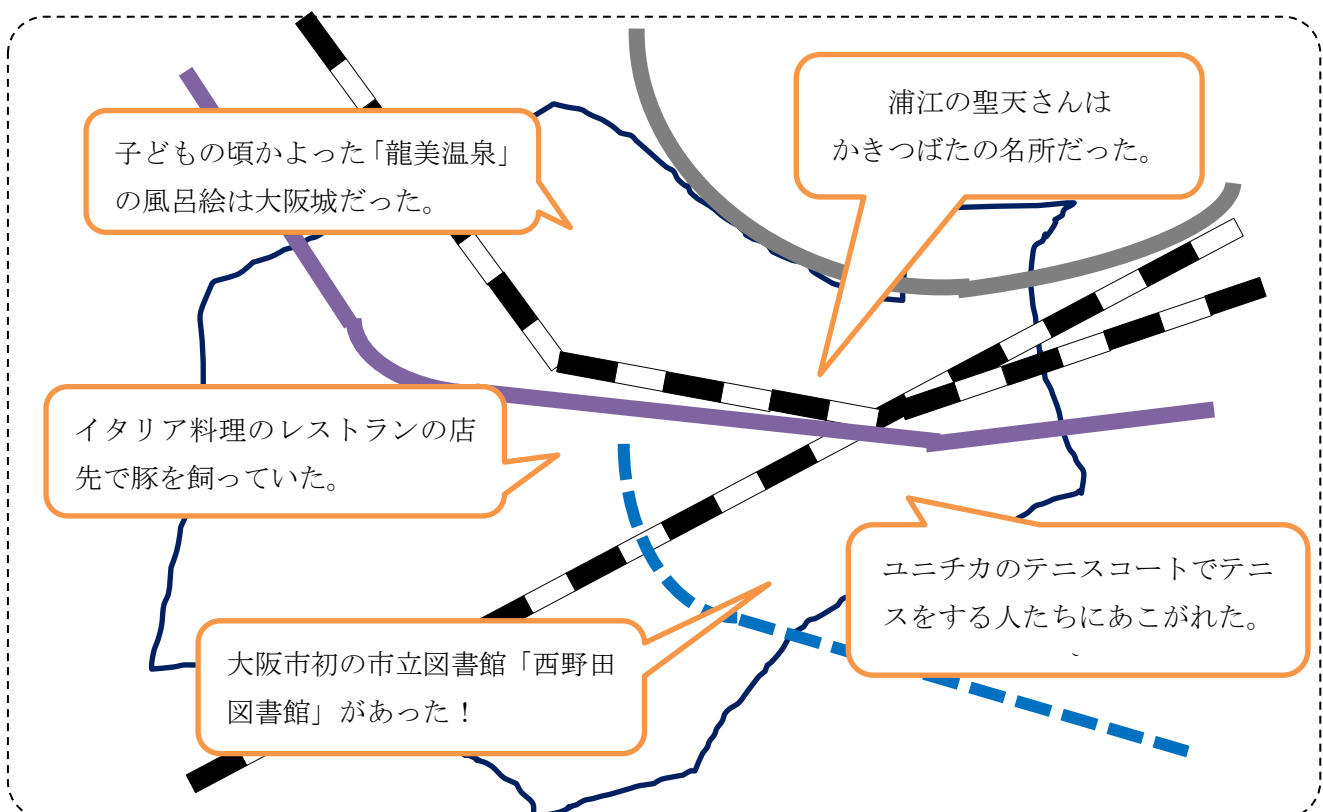 子どもの頃かよった「龍美温泉」
の風呂絵は大阪城だった。
浦江の聖天さんは
かきつばたの名所だった。
イタリア料理のレストランの店
先で豚を飼っていた。
ユニチカのテニスコートでテニ
スをする人たちにあこがれた。
大阪市初の市立図書館「西野田
図書館」があった！